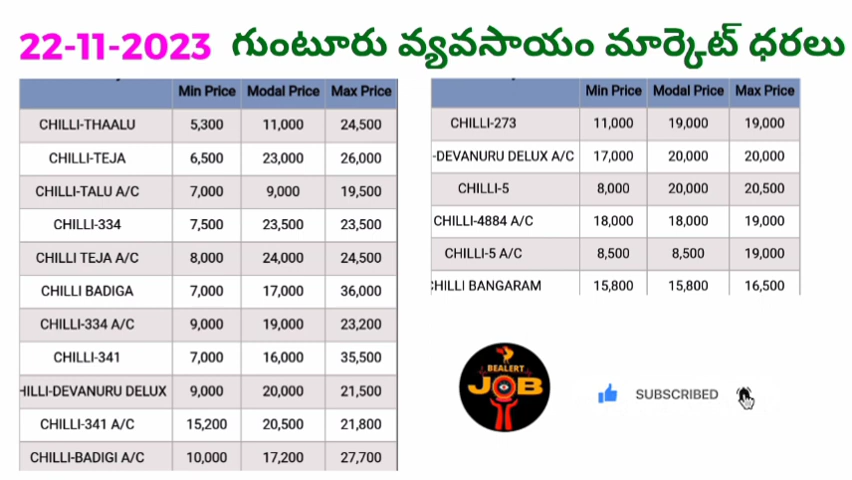 22-11-2023 గుంటూరు వ్యవసాయం మార్కెట్ ధరలు
Min Price Modal Price Max Price
CHILLI-THAALU 5,300 11,000 24,500
CHILLI-TEJA 6,500 23,000 26,000
CHILLI-TALU A/C 7,000 9,000 19,500
CHILLI-334 7,500 23,500 23,500
CHILLI TEJA A/C 8,000 24,000 24,500
CHILLI BADIGA 7,000 17,000 36,000
CHILLI-334 A/C 9,000 19,000 23,200
CHILLI-341 7,000 16,000 35,500
HILLI-DEVANURU DELUX 9,000 20,000 21,500
CHILLI-341 A/C 15,200 20,500 21,800
CHILLI-BADIGI A/C 10,000 17,200 27,700
Min Price Modal Price Max Price
CHILLI-273 11,000 19,000 19,000
-DEVANURU DELUX A/C 17,000 20,000 20,000
CHILLI-5 8,000 20,000 20,500
CHILLI-4884 A/C 18,000 18,000 19,000
CHILLI-5 A/C 8,500 8,500 19,000
HILLI BANGARAM 15,800 15,800 16,500
BEALERT
JOB
SUBSCRIBED